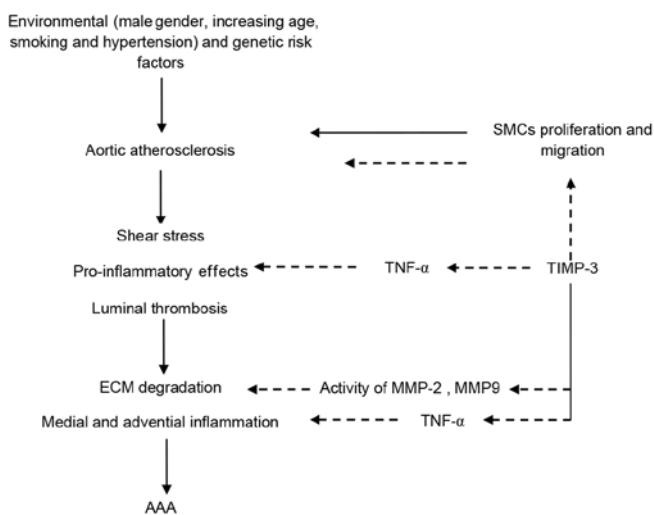 Environmental (male gender, increasing age,
smoking and hypertension) and genetic risk
factors
Aortic atherosclerosis
SMCs proliferation and
migration
Shear stress
Pro-inflammatory effects
TNF-α
TIMP-3
Luminal thrombosis
ECM degradation
Activity of MMP-2 , MMP9
Medial and advential inflammation
TNF-α
AAA